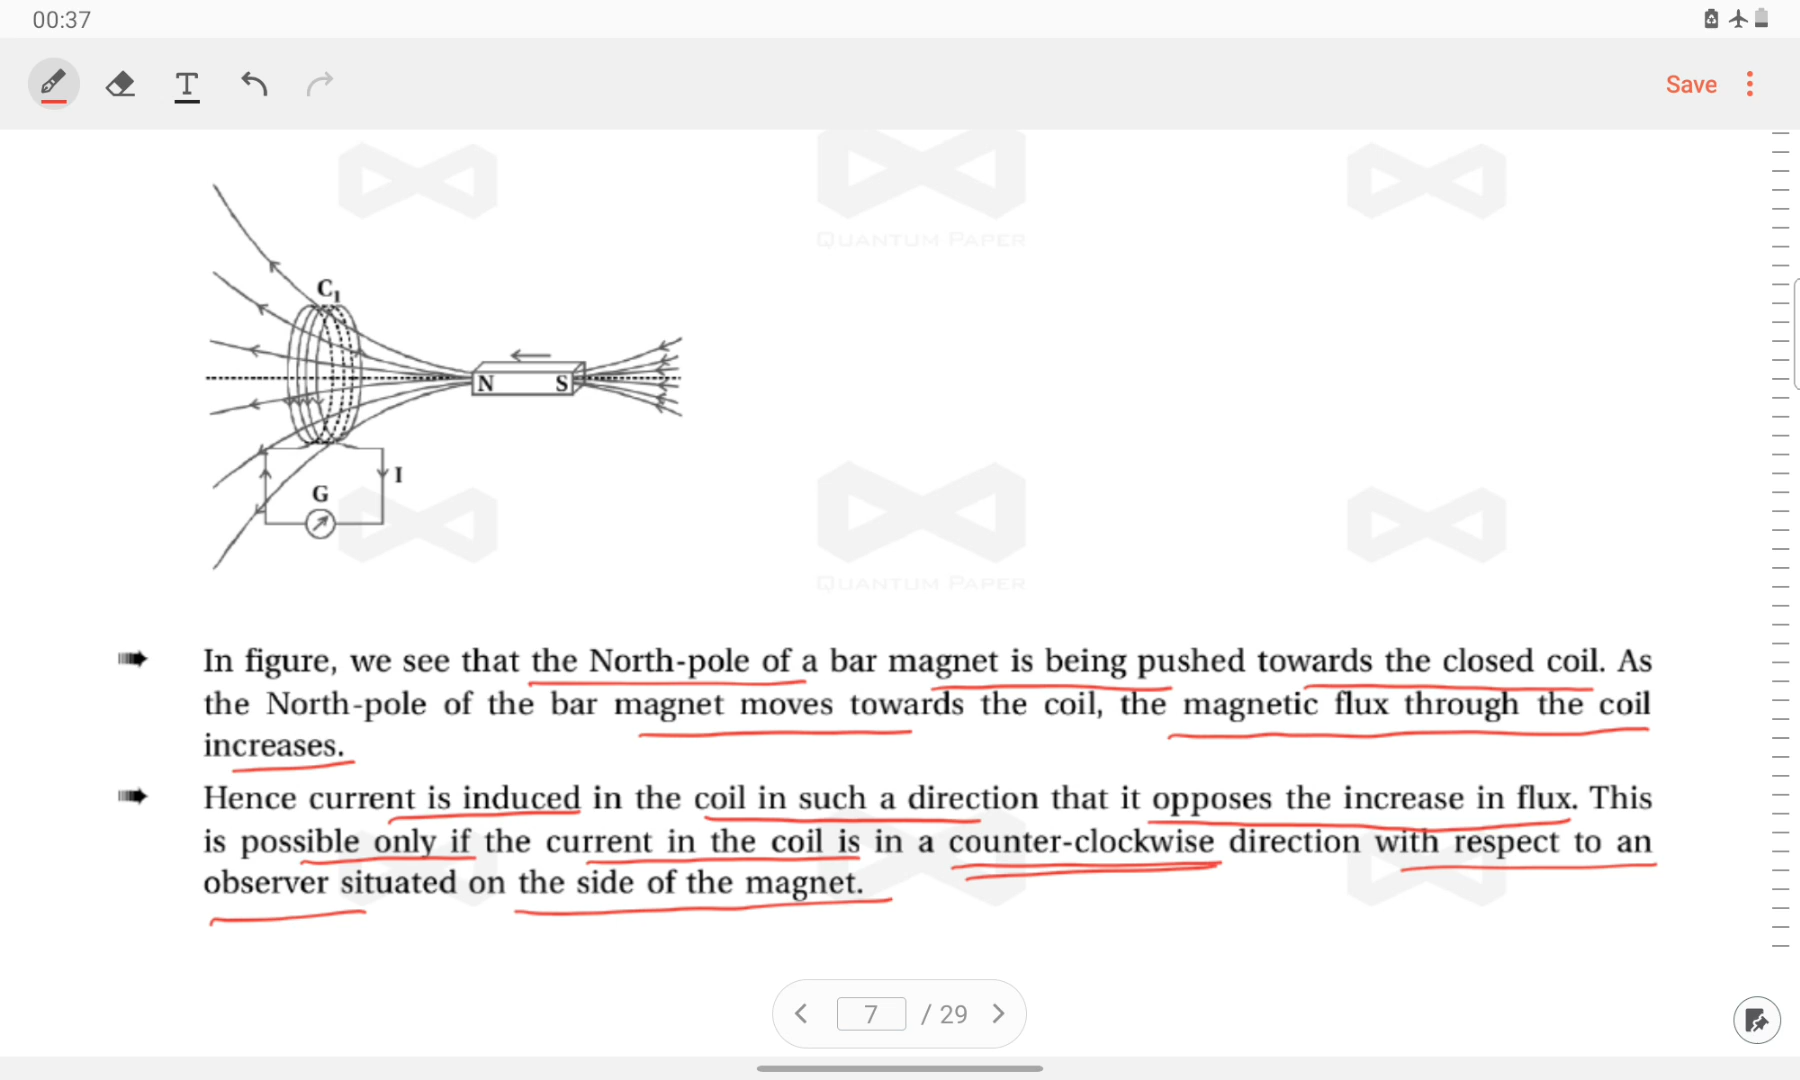 00:37
T
Save
QUANTUM PAPER
C1
N S
I
G
QUANTUM PAPER
In figure, we see that the North-pole of a bar magnet is being pushed towards the closed coil. As
the North-pole of the bar magnet moves towards the coil, the magnetic flux through the coil
increases.
Hence current is induced in the coil in such a direction that it opposes the increase in flux. This
is possible only if the current in the coil is in a counter-clockwise direction with respect to an
observer situated on the side of the magnet.
7 / 29